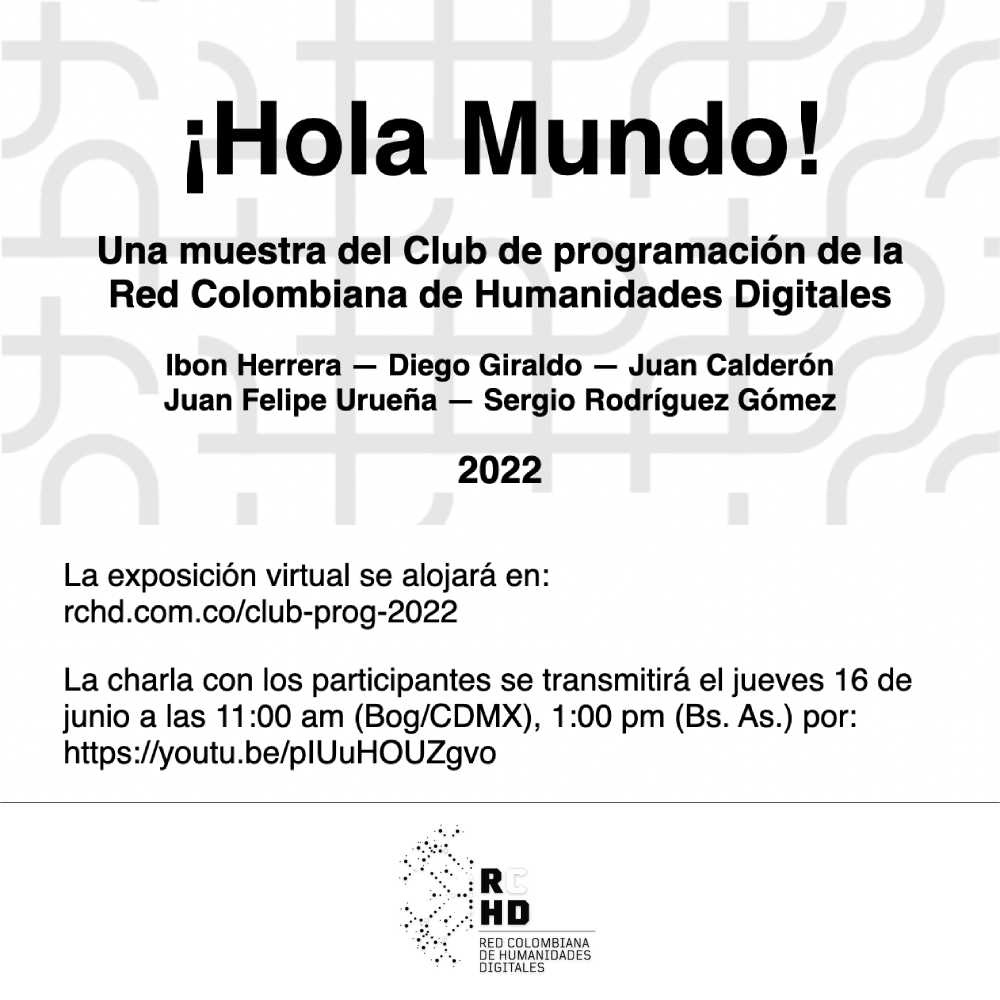 ¡Hola Mundo!
Una muestra del Club de programación de la
Red Colombiana de Humanidades Digitales
Ibon Herrera — Diego Giraldo — Juan Calderón
Juan Felipe Urueña — Sergio Rodríguez Gómez
2022
La exposición virtual se alojará en:
rchd.com.co/club-prog-2022
La charla con los participantes se transmitirá el jueves 16 de
junio a las 11:00 am (Bog/CDMX), 1:00 pm (Bs. As.) por:
https://youtu.be/pIUuHOUZgvo
RC
HD
RED COLOMBIANA
DE HUMANIDADES
DIGITALES